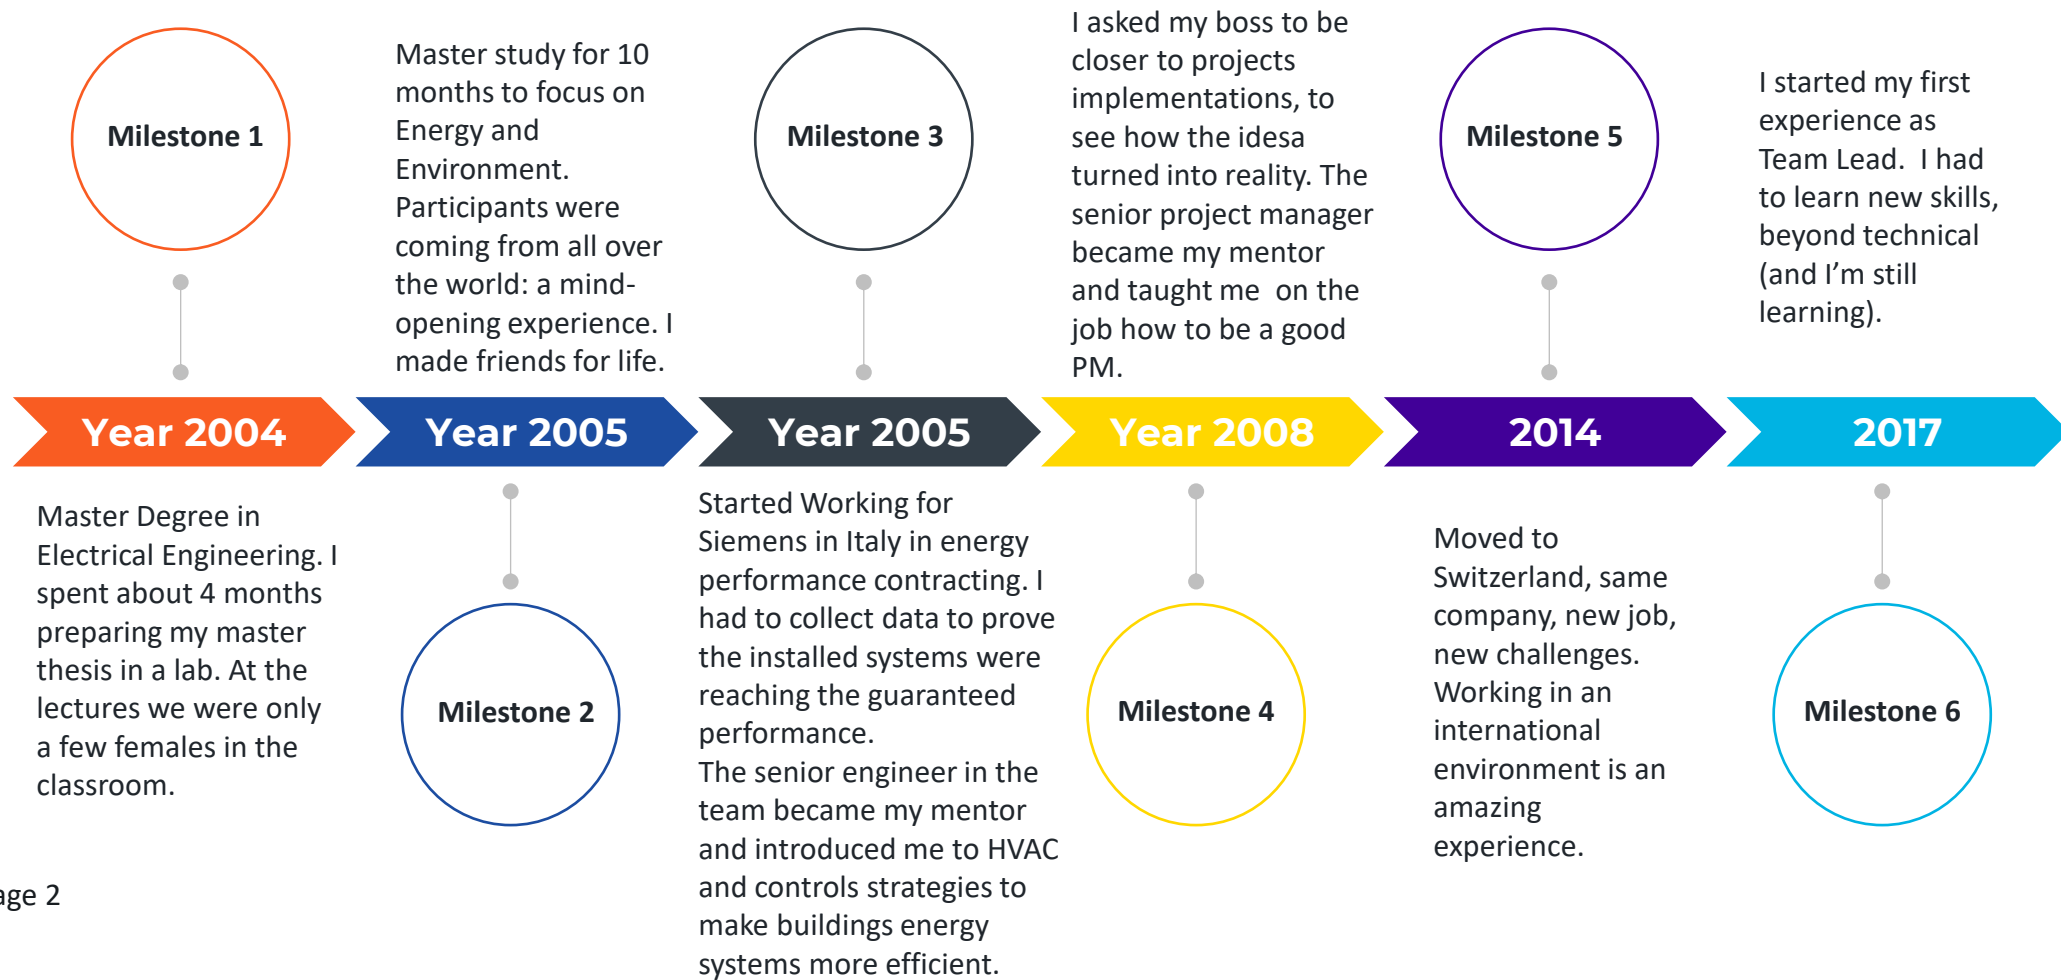 Milestone 1
Master study for 10
months to focus on
Energy and
Environment.
Participants were
coming from all over
the world: a mind-
opening experience. I
made friends for life.
Milestone 3
I asked my boss to be
closer to projects
implementations, to
see how the idesa
turned into reality. The
senior project manager
became my mentor
and taught me  on the
job how to be a good
PM.
Milestone 5
I started my first
experience as
Team Lead.  I had
to learn new skills,
beyond technical
(and I'm still
learning).
Year 2004
Year 2005
Year 2005
Year 2008
2014
2017
Master Degree in
Electrical Engineering. I
spent about 4 months
preparing my master
thesis in a lab. At the
lectures we were only
a few females in the
classroom.
Milestone 2
Started Working for
Siemens in Italy in energy
performance contracting. I
had to collect data to prove
the installed systems were
reaching the guaranteed
performance.
The senior engineer in the
team became my mentor
and introduced me to HVAC
and controls strategies to
make buildings energy
systems more efficient.
Milestone 4
Moved to
Switzerland, same
company, new job,
new challenges.
Working in an
international
environment is an
amazing
experience.
Milestone 6
age 2